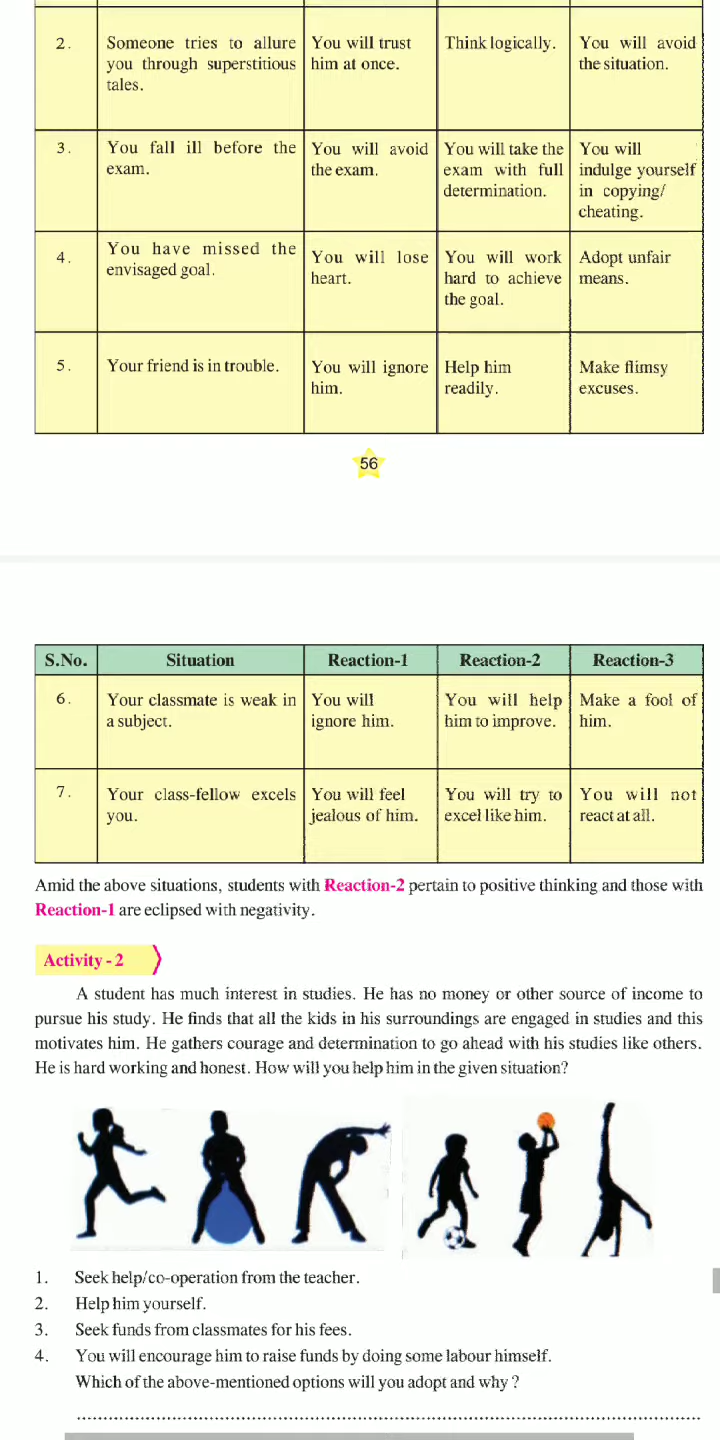 2. Someone tries to allure You will trust Think logically. You will avoid
you through superstitious him at once. the situation.
tales.
3. You fall ill before the You will avoid You will take the You will
exam. the exam. exam with full indulge yourself
determination. in copying/
cheating.
4. You have missed the You will lose You will work Adopt unfair
envisaged goal. heart. hard to achieve means.
the goal.
5. Your friend is in trouble. You will ignore Help him Make flimsy
him. readily. excuses.
56
S.No. Situation Reaction-1 Reaction-2 Reaction-3
6. Your classmate is weak in You will You will help Make a fool of
a subject. ignore him. him to improve. him.
7. Your class-fellow excels You will feel You will try to You will not
you. jealous of him. excel like him. react at all.
Amid the above situations, students with Reaction-2 pertain to positive thinking and those with
Reaction-1 are eclipsed with negativity.
Activity - 2
A student has much interest in studies. He has no money or other source of income to
pursue his study. He finds that all the kids in his surroundings are engaged in studies and this
motivates him. He gathers courage and determination to go ahead with his studies like others.
He is hard working and honest. How will you help him in the given situation?
1. Seek help/co-operation from the teacher.
2. Help him yourself.
3. Seek funds from classmates for his fees.
4. You will encourage him to raise funds by doing some labour himself.
Which of the above-mentioned options will you adopt and why ?